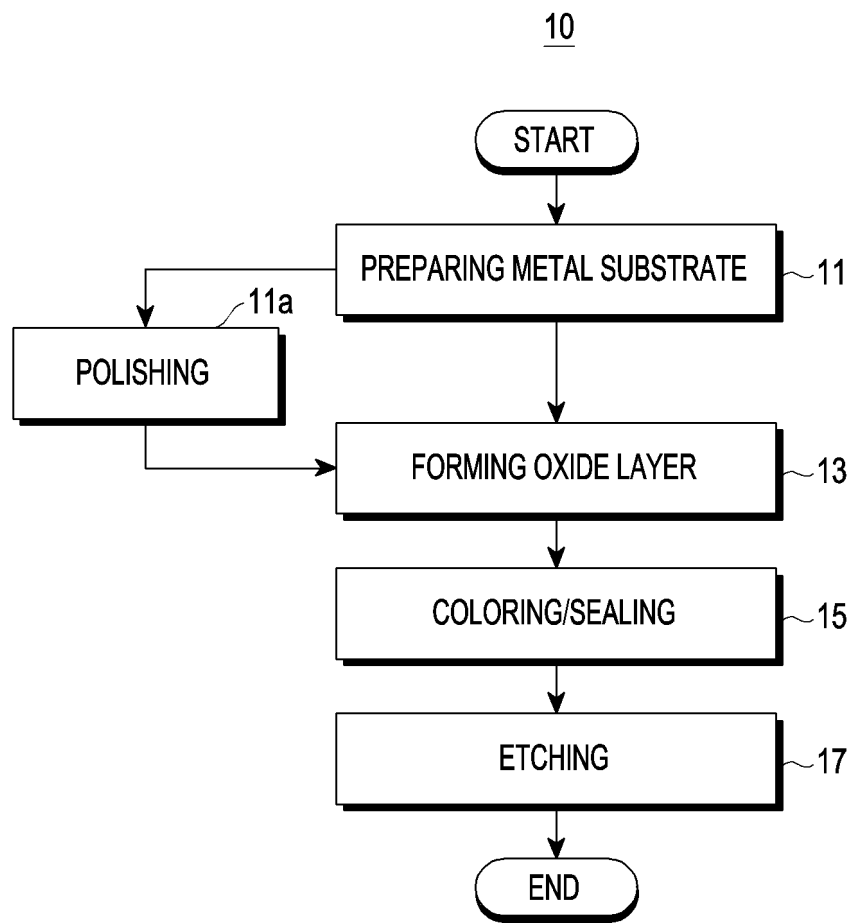 10
START
PREPARING METAL SUBSTRATE
11
11a
POLISHING
FORMING OXIDE LAYER
13
COLORING/SEALING
15
ETCHING
17
END